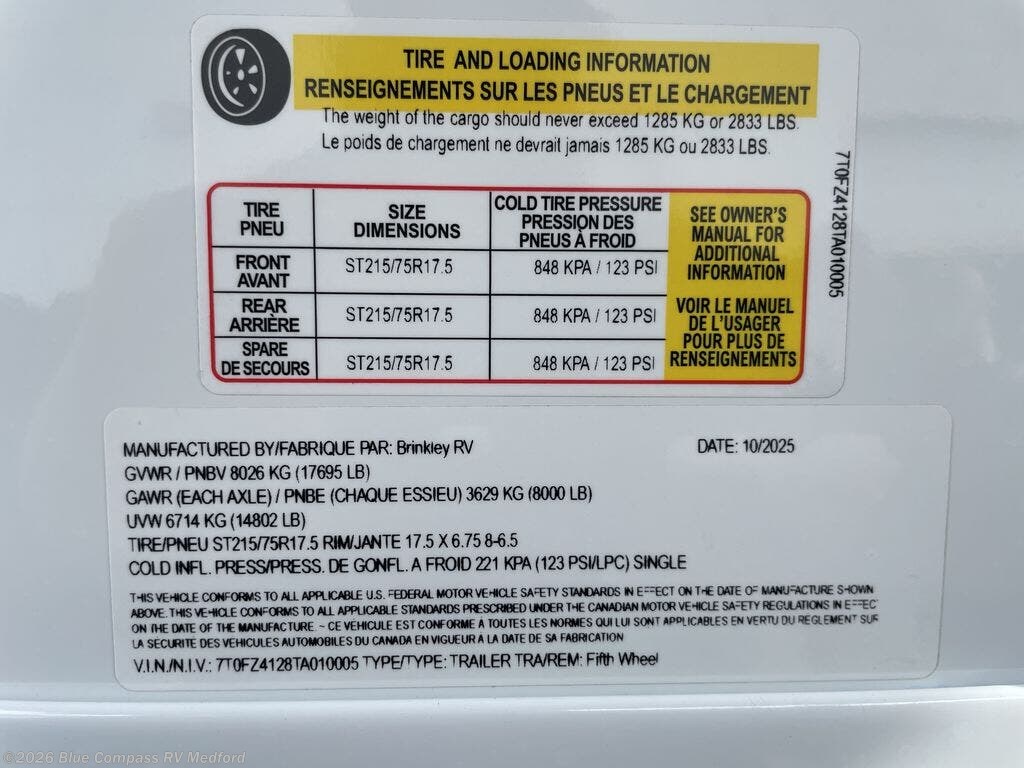 TIRE AND LOADING INFORMATION
RENSEIGNEMENTS SUR LES PNEUS ET LE CHARGEMENT
The weight of the cargo should never exceed 1285 KG or 2833 LBS.
Le poids de chargement ne devrait jamais 1285 KG ou 2833 LBS.
TIRE
PNEU
SIZE
DIMENSIONS
COLD TIRE PRESSURE
PRESSION DES
PNEUS À FROID
FRONT
AVANT
ST215/75R17.5
848 KPA / 123 PSI
REAR
ARRIÈRE
ST215/75R17.5
848 KPA / 123 PSI
SPARE
DE SECOURS
ST215/75R17.5
848 KPA / 123 PSI
SEE OWNER'S
MANUAL FOR
ADDITIONAL
INFORMATION
VOIR LE MANUEL
DE L'USAGER
POUR PLUS DE
RENSEIGNEMENTS
7T0FZ4128TA010005
MANUFACTURED BY/FABRIQUE PAR: Brinkley RV DATE: 10/2025
GVWR / PNBV 8026 KG (17695 LB)
GAWR (EACH AXLE) / PNBE (CHAQUE ESSIEU) 3629 KG (8000 LB)
UVW 6714 KG (14802 LB)
TIRE/PNEU ST215/75R17.5 RIM/JANTE 17.5 X 6.75 8-6.5
COLD INFL. PRESS/PRESS. DE GONFL. A FROID 221 KPA (123 PSI/LPC) SINGLE
THIS VEHICLE CONFORMS TO ALL APPLICABLE U.S. FEDERAL MOTOR VEHICLE SAFETY STANDARDS IN EFFECT ON THE DATE OF MANUFACTURE SHOWN
ABOVE. THIS VEHICLE CONFORMS TO ALL APPLICABLE STANDARDS PRESCRIBED UNDER THE CANADIAN MOTOR VEHICLE SAFETY REGULATIONS IN EFFECT
ON THE DATE OF THE MANUFACTURE. ~ CE VÉHICULE EST CONFORME À TOUTES LES NORMES QUI LUI SONT APPLICABLES EN VERTU DU REGLEMENT SUR
LA SÉCURITÉ DES VEHICULES AUTOMOBILES DU CANADA EN VIGUEUR À LA DATE DE SA FABRICATION
V.I.N./N.I.V.: 7T0FZ4128TA010005 TYPE/TYPE: TRAILER TRA/REM: Fifth Wheel
©2026 Blue Compass RV Medford